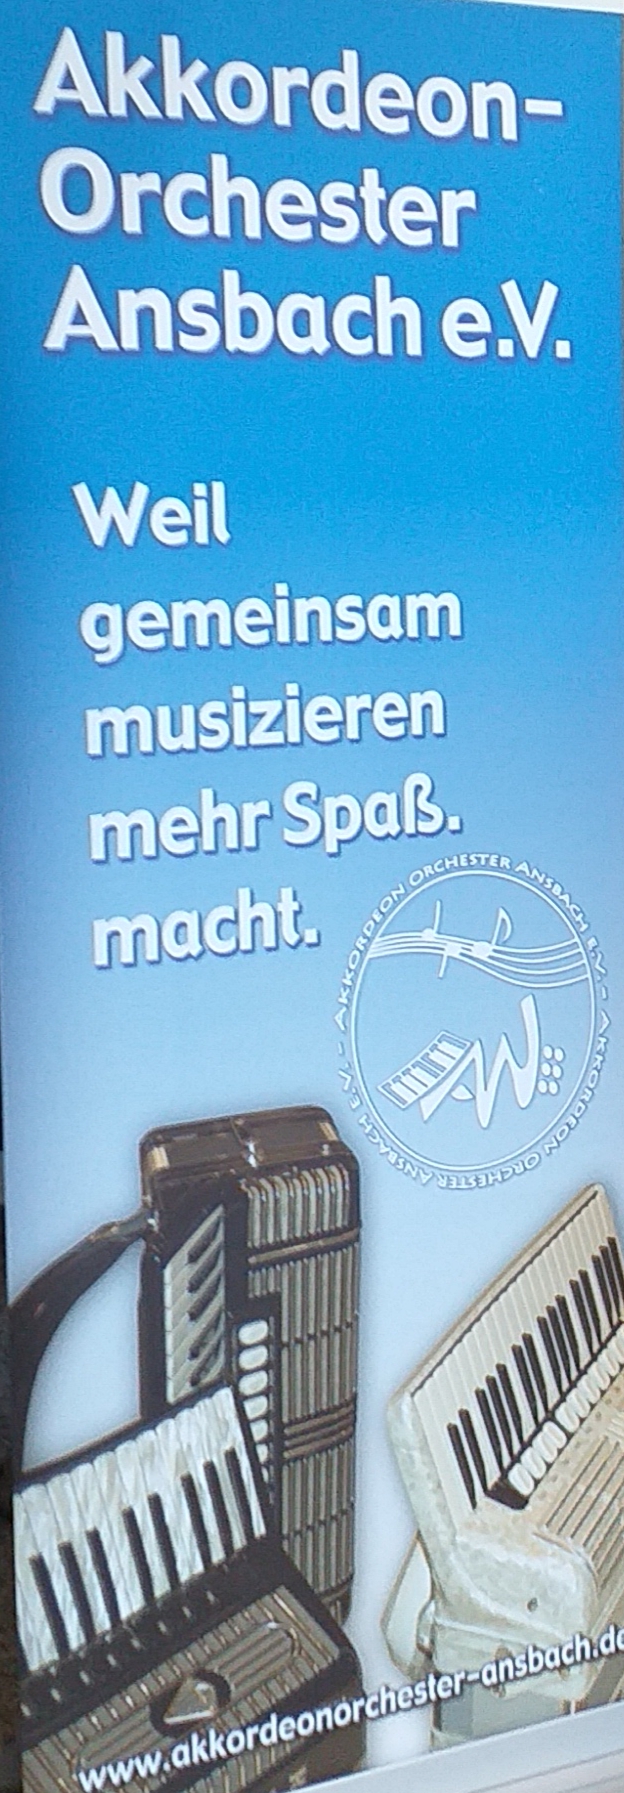 Akkordeon-
Orchester
Ansbach e.V.
Weil
gemeinsam
musizieren
mehr Spaß.
macht.
AKKORDEON ORCHESTER ANSBACH E.V. – AKKORDEON ORCHESTER ANSBACH E.V. –
www.akkordeonorchester-ansbach.de